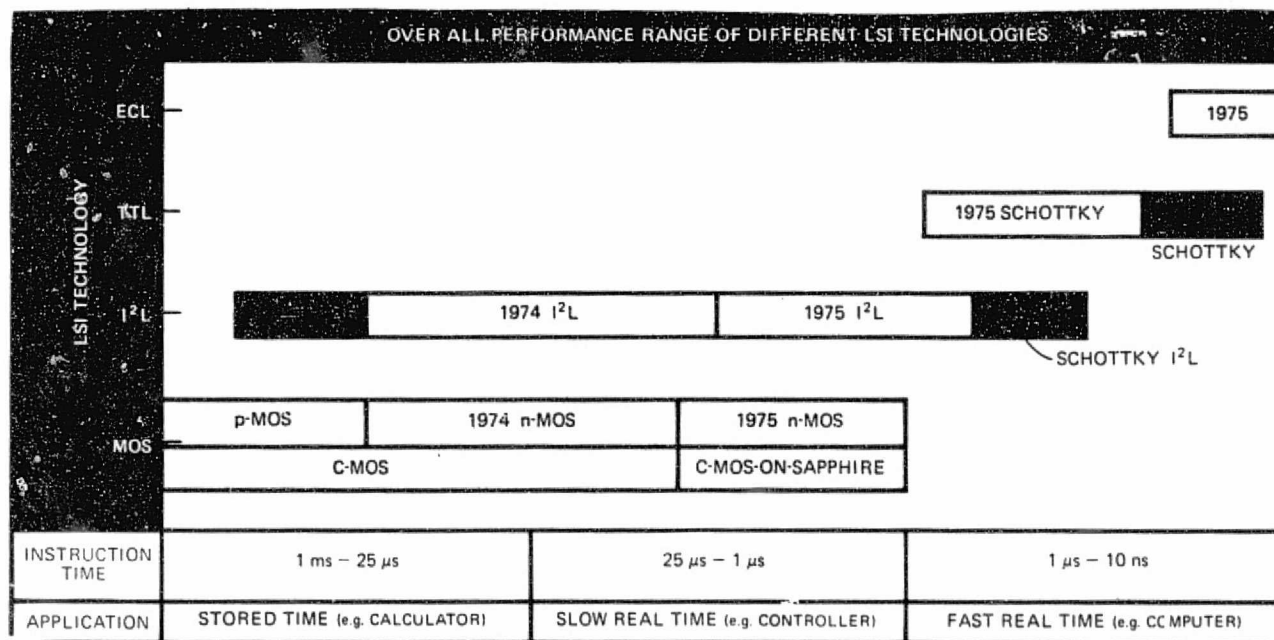 OVER ALL PERFORMANCE RANGE OF DIFFERENT LSI TECHNOLOGIES
LSI TECHNOLOGY
ECL
1975
TTL
1975 SCHOTTKY
SCHOTTKY
I²L
1974 I²L
1975 I²L
SCHOTTKY I²L
MOS
p-MOS
1974 n-MOS
1975 n-MOS
C-MOS
C-MOS-ON-SAPPHIRE
INSTRUCTION
TIME
1 ms – 25 μs
25 μs – 1 μs
1 μs – 10 ns
APPLICATION
STORED TIME (e.g. CALCULATOR)
SLOW REAL TIME (e.g. CONTROLLER)
FAST REAL TIME (e.g. COMPUTER)